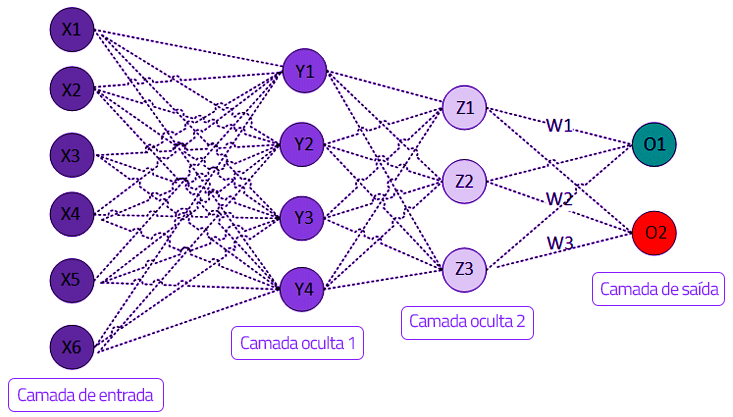 X1
X2
X3
X4
X5
X6
Camada de entrada
Y1
Y2
Y3
Y4
Camada oculta 1
Z1
Z2
Z3
Camada oculta 2
W1
W2
W3
O1
O2
Camada de saída